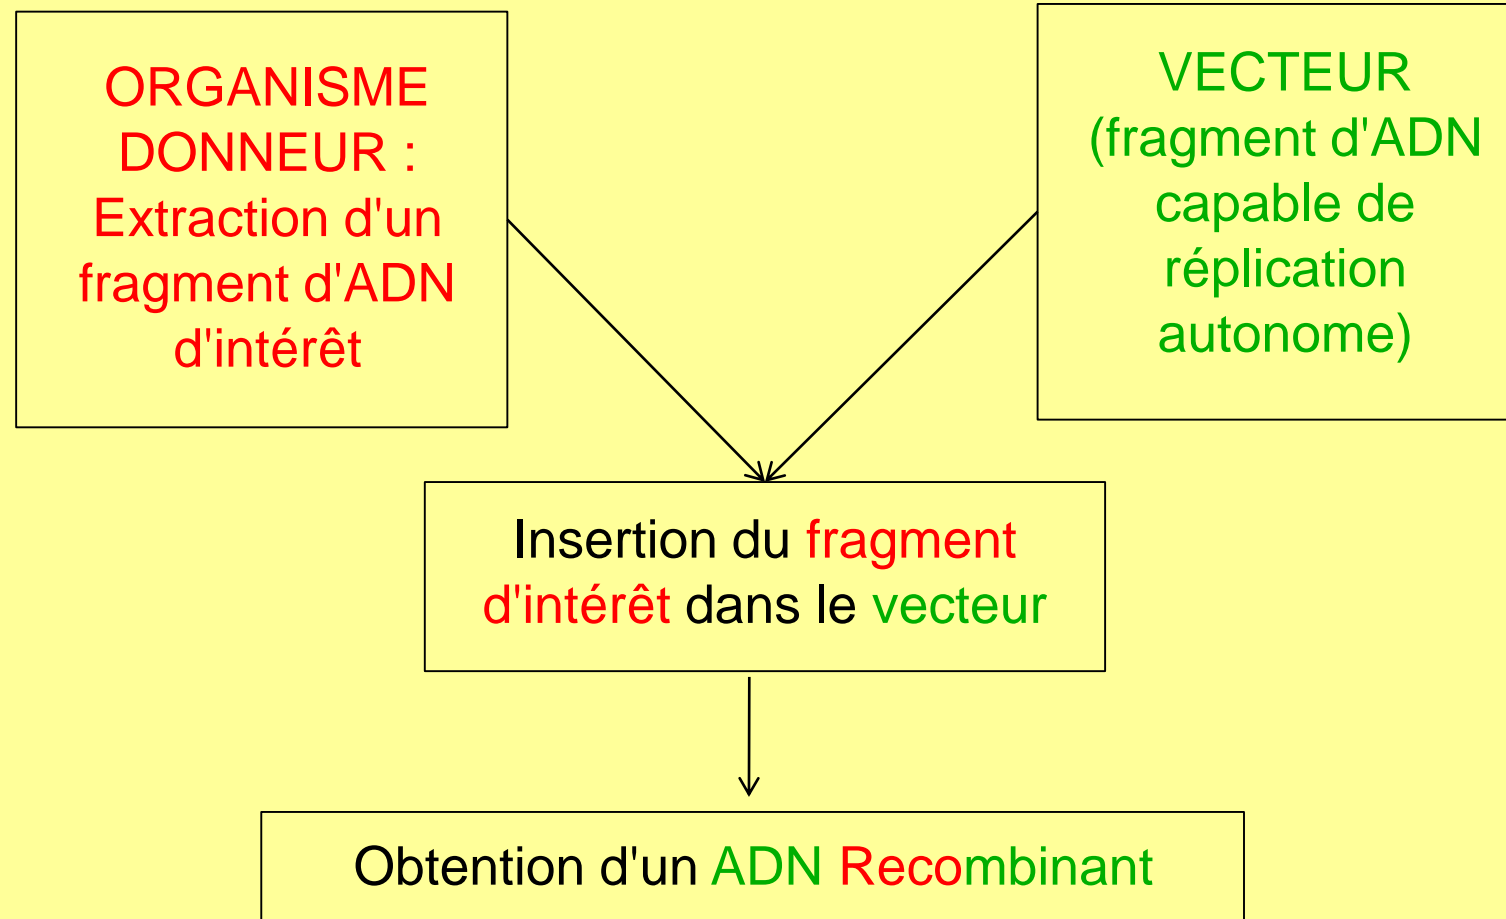 ORGANISME
DONNEUR :
Extraction d'un
fragment d'ADN
d'intérêt
VECTEUR
(fragment d'ADN
capable de
réplication
autonome)
Insertion du fragment
d'intérêt dans le vecteur
Obtention d'un ADN Recombinant